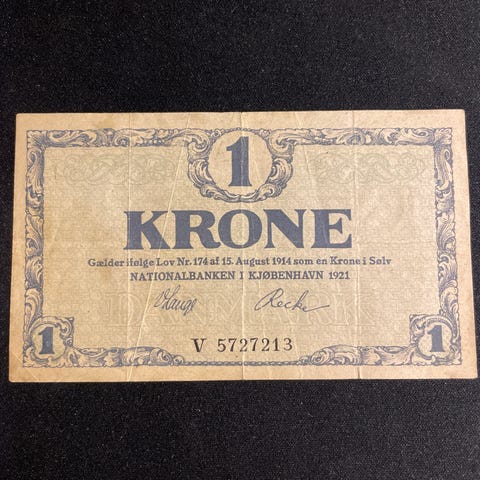 1
KRONE
Gælder ifølge Lov Nr. 174 af 15. August 1914 som en Krone i Sølv
NATIONALBANKEN I KJØBENHAVN 1921
V 5727213
1 1